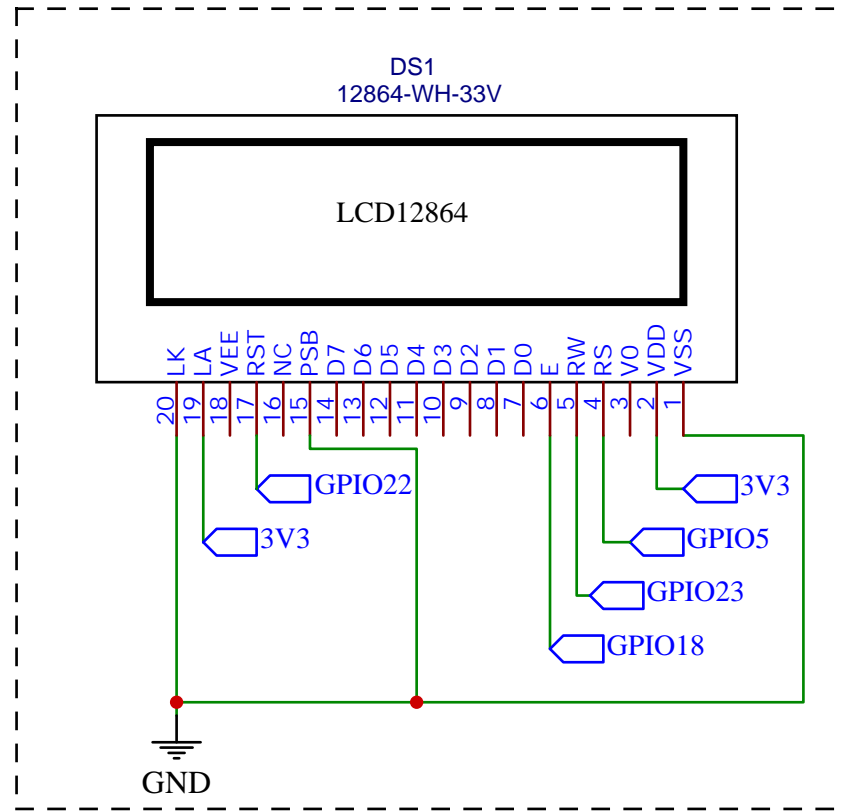 DS1
12864-WH-33V
LCD12864
LK LA VEE RST NC PSB D7 D6 D5 D4 D3 D2 D1 D0 E RW RS V0 VDD VSS
20 19 18 17 16 15 14 13 12 11 10 9 8 7 6 5 4 3 2 1
GPIO22 3V3
3V3 GPIO5
GPIO23
GPIO18
GND